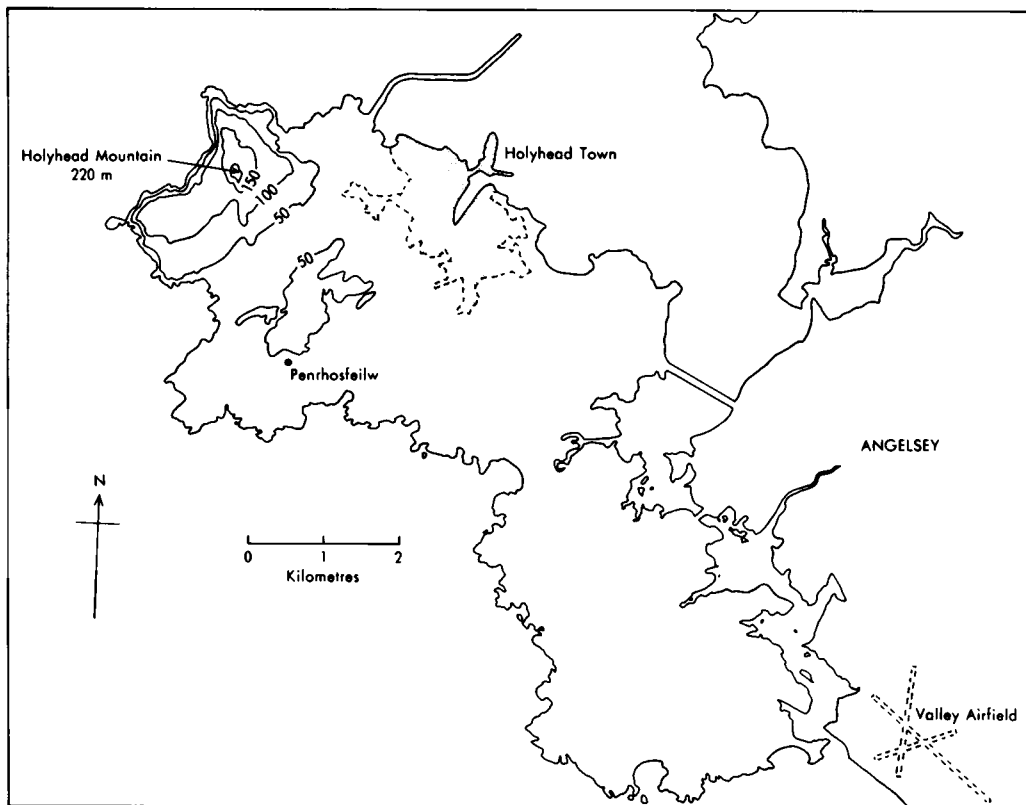 Holyhead Mountain
220 m
150
100
50
Holyhead Town
50
Penrhosfeilw
ANGELSEY
N
0 1 2
Kilometres
Valley Airfield